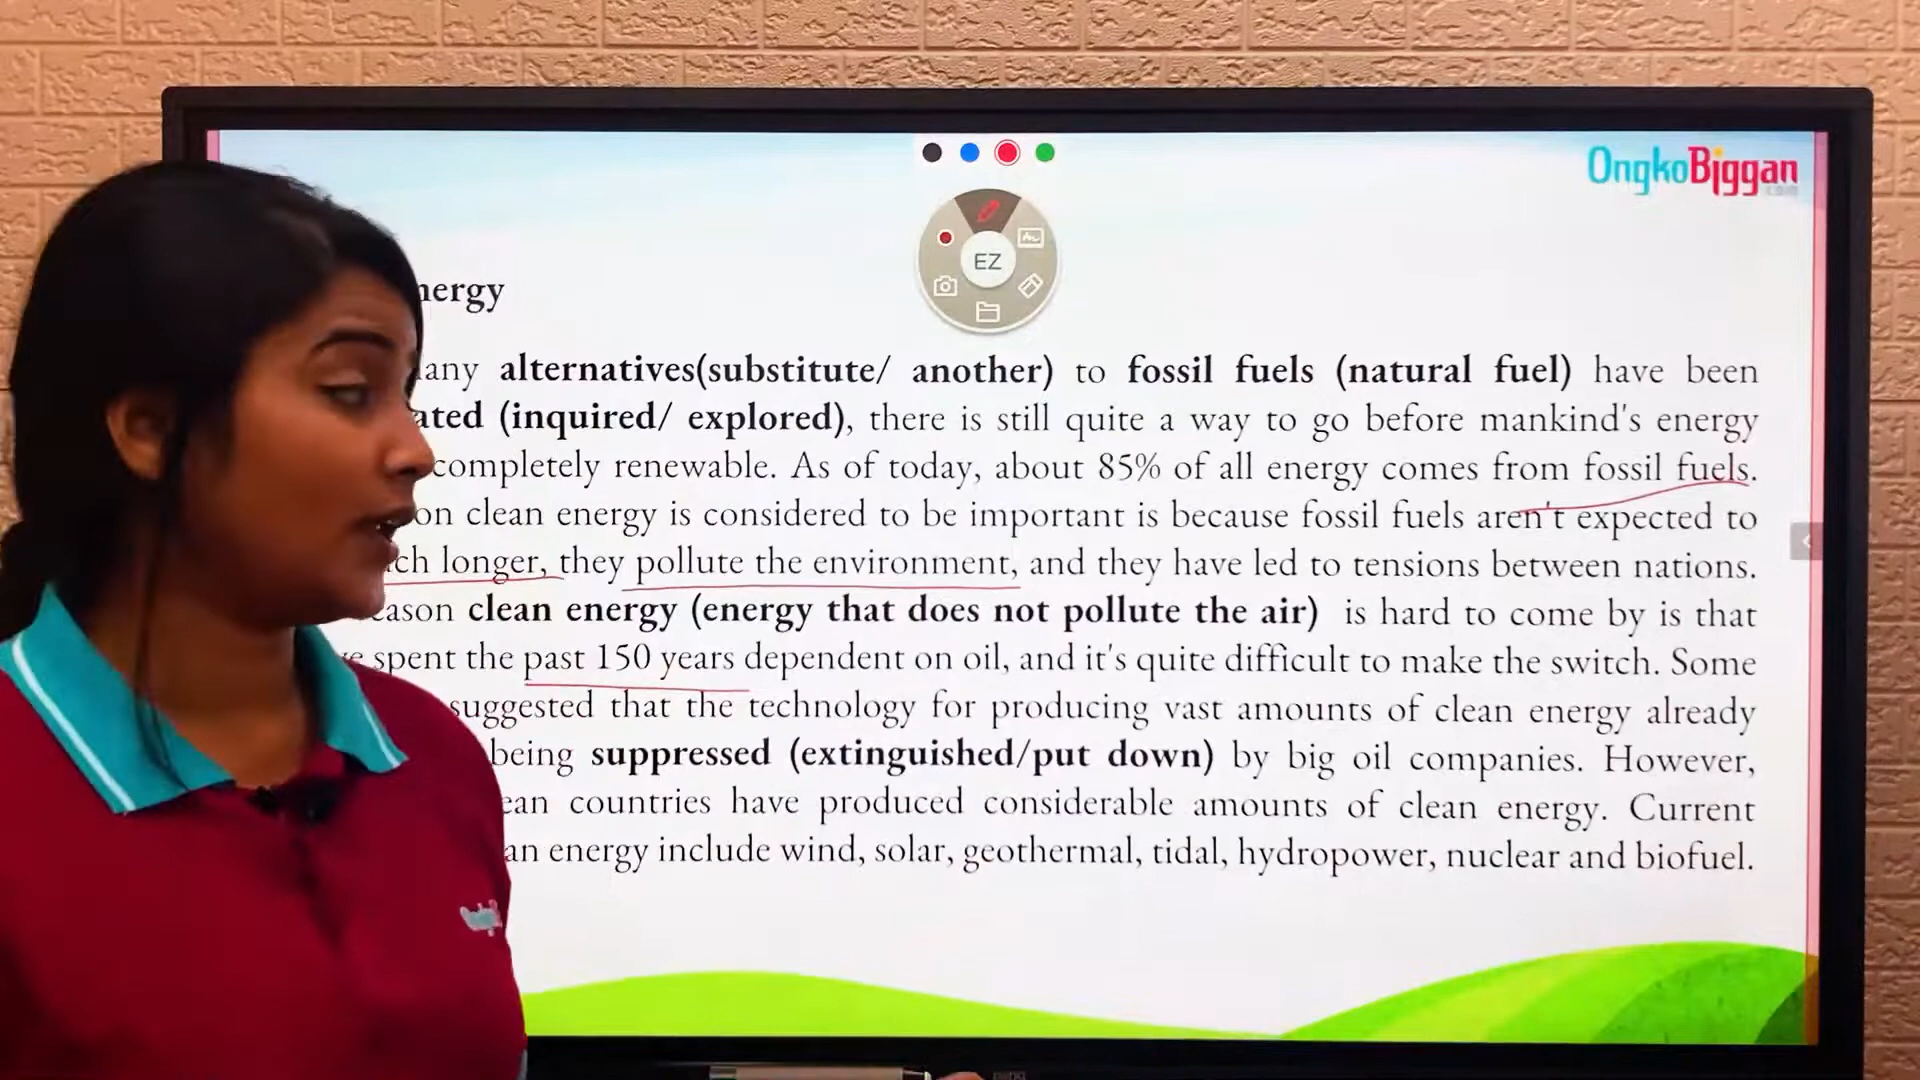 OngkoBiggan
EZ
nergy
any alternatives(substitute/ another) to fossil fuels (natural fuel) have been
ated (inquired/ explored), there is still quite a way to go before mankind's energy
completely renewable. As of today, about 85% of all energy comes from fossil fuels.
on clean energy is considered to be important is because fossil fuels aren't expected to
ch longer, they pollute the environment, and they have led to tensions between nations.
eason clean energy (energy that does not pollute the air) is hard to come by is that
e spent the past 150 years dependent on oil, and it's quite difficult to make the switch. Some
suggested that the technology for producing vast amounts of clean energy already
being suppressed (extinguished/put down) by big oil companies. However,
ean countries have produced considerable amounts of clean energy. Current
an energy include wind, solar, geothermal, tidal, hydropower, nuclear and biofuel.